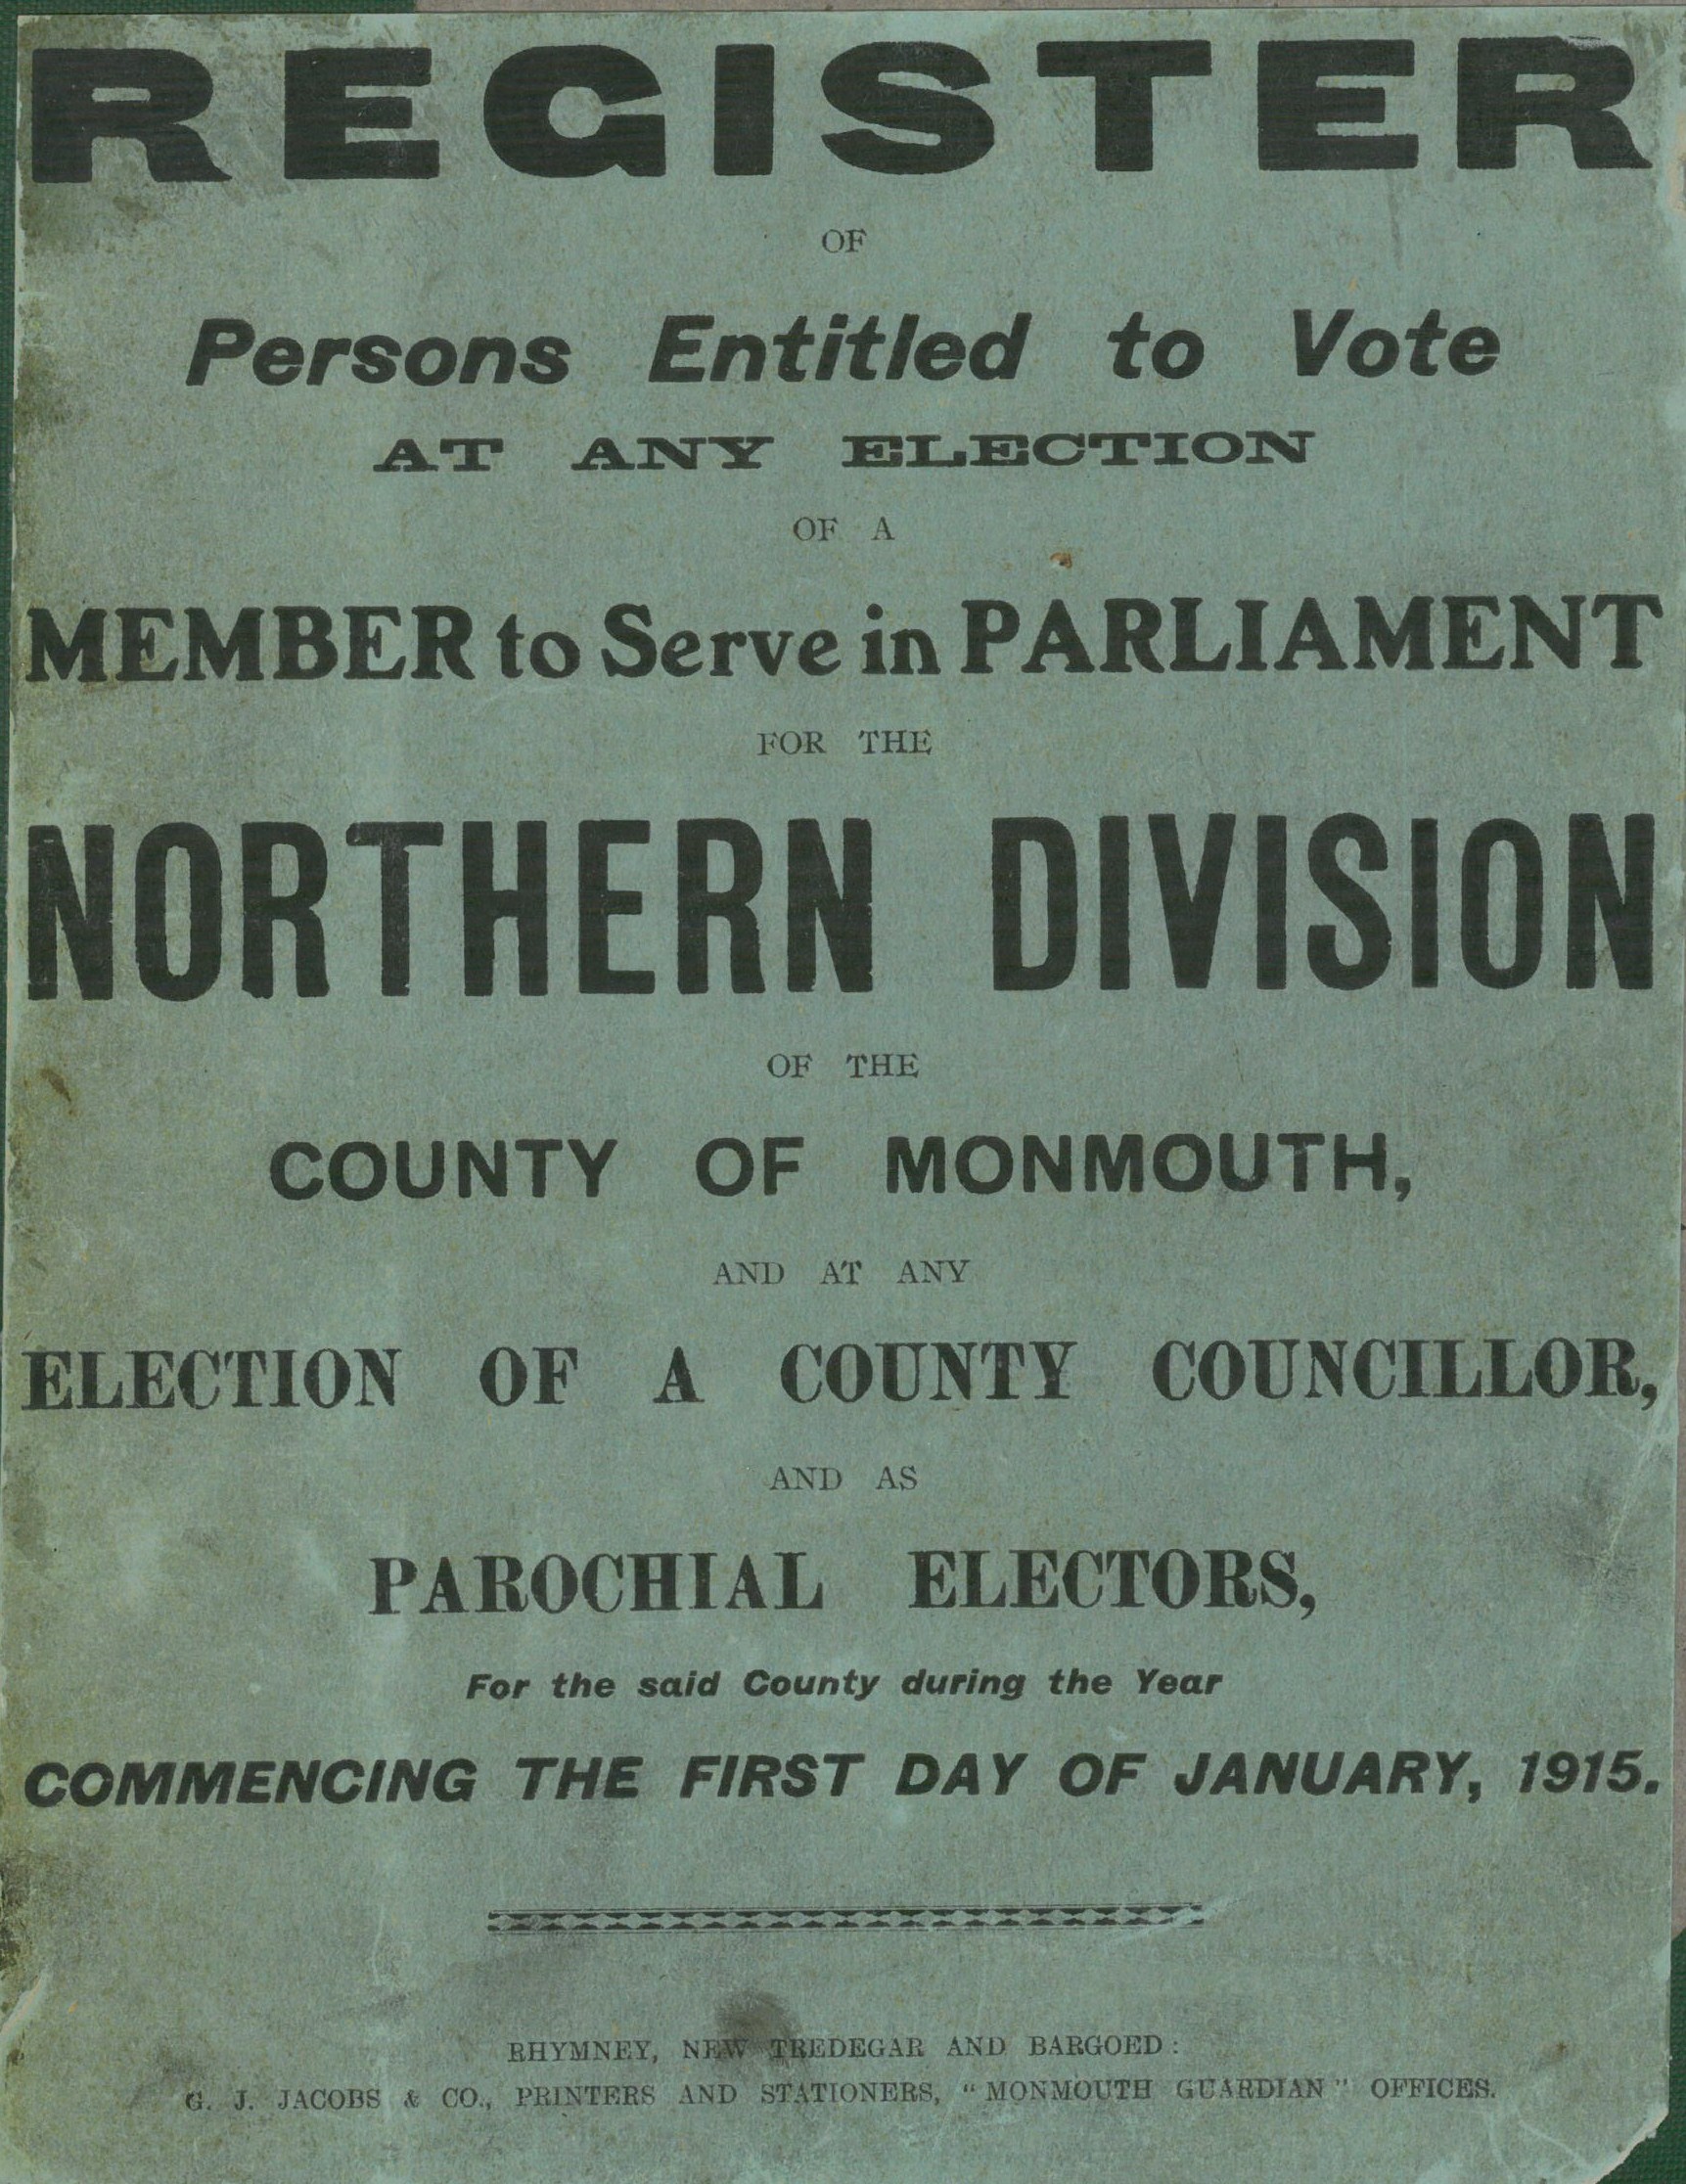 REGISTER
OF
Persons Entitled to Vote
AT ANY ELECTION
OF A
MEMBER to Serve in PARLIAMENT
FOR THE
NORTHERN DIVISION
OF THE
COUNTY OF MONMOUTH,
AND AT ANY
ELECTION OF A COUNTY COUNCILLOR,
AND AS
PAROCHIAL ELECTORS,
For the said County during the Year
COMMENCING THE FIRST DAY OF JANUARY, 1915.
RHYMNEY, NEW TREDEGAR AND BARGOED:
G. J. JACOBS & CO., PRINTERS AND STATIONERS, "MONMOUTH GUARDIAN" OFFICES.